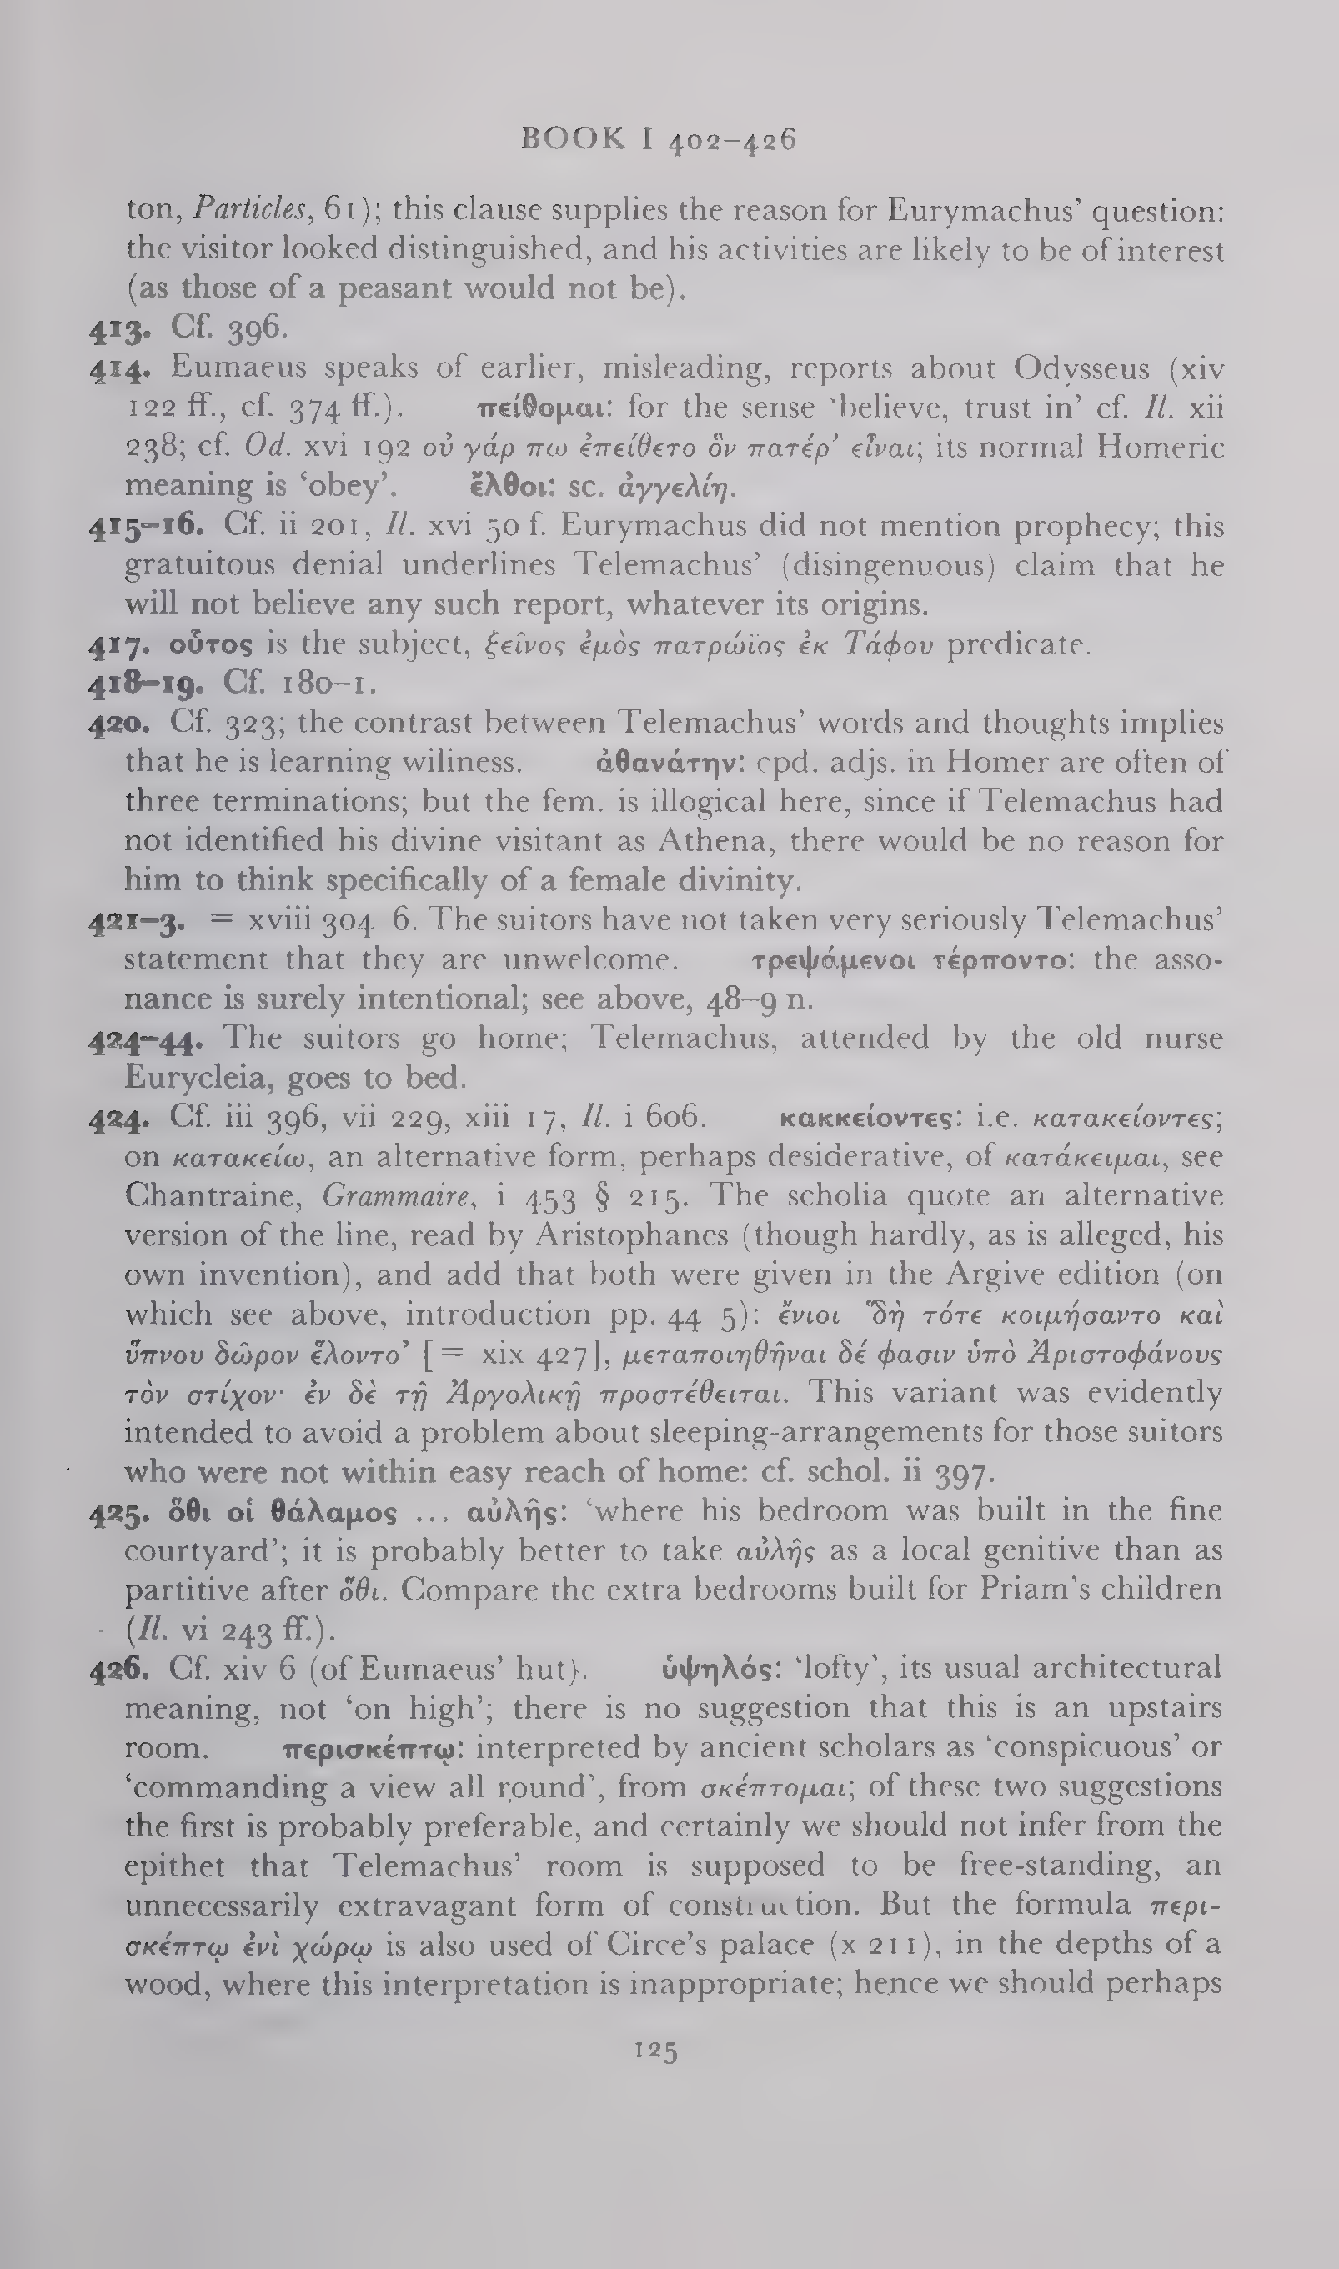 BOOK I 402–426
ton, Particles, 61); this clause supplies the reason for Eurymachus’ question:
the visitor looked distinguished, and his activities are likely to be of interest
(as those of a peasant would not be).
413. Cf. 396.
414. Eumaeus speaks of earlier, misleading, reports about Odysseus (xiv
122 ff., cf. 374 ff.). πείθομαι: for the sense ‘believe, trust in’ cf. Il. xii
238; cf. Od. xvi 192 οὐ γάρ πω ἐπείθετο ὃν πατέρ’ εἶναι; its normal Homeric
meaning is ‘obey’. ἔλθοι: sc. ἀγγελίη.
415–16. Cf. ii 201, Il. xvi 50 f. Eurymachus did not mention prophecy; this
gratuitous denial underlines Telemachus’ (disingenuous) claim that he
will not believe any such report, whatever its origins.
417. οὗτος is the subject, ξεῖνος ἐμὸς πατρώϊος ἐκ Τάφου predicate.
418–19. Cf. 180–1.
420. Cf. 323; the contrast between Telemachus’ words and thoughts implies
that he is learning wiliness. ἀθανάτην: cpd. adjs. in Homer are often of
three terminations; but the fem. is illogical here, since if Telemachus had
not identified his divine visitant as Athena, there would be no reason for
him to think specifically of a female divinity.
421–3. = xviii 304 6. The suitors have not taken very seriously Telemachus’
statement that they are unwelcome. τρεψάμενοι τέρποντο: the asso-
nance is surely intentional; see above, 48–9 n.
424–44. The suitors go home; Telemachus, attended by the old nurse
Eurycleia, goes to bed.
424. Cf. iii 396, vii 229, xiii 17, Il. i 606. κακκείοντες: i.e. κατακείοντες;
on κατακείω, an alternative form, perhaps desiderative, of κατάκειμαι, see
Chantraine, Grammaire, i 453 § 215. The scholia quote an alternative
version of the line, read by Aristophanes (though hardly, as is alleged, his
own invention), and add that both were given in the Argive edition (on
which see above, introduction pp. 44 5): ἔνιοι ‘‘δὴ τότε κοιμήσαντο καὶ
ὕπνου δῶρον ἕλοντο’ [= xix 427], μεταποιηθῆναι δέ φασιν ὑπὸ Ἀριστοφάνους
τὸν στίχον· ἐν δὲ τῇ Ἀργολικῇ προστέθειται. This variant was evidently
intended to avoid a problem about sleeping-arrangements for those suitors
who were not within easy reach of home: cf. schol. ii 397.
425. ὅθι οἱ θάλαμος ... αὐλῆς: ‘where his bedroom was built in the fine
courtyard’; it is probably better to take αὐλῆς as a local genitive than as
partitive after ὅθι. Compare the extra bedrooms built for Priam’s children
(Il. vi 243 ff.).
426. Cf. xiv 6 (of Eumaeus’ hut). ὑψηλός: ‘lofty’, its usual architectural
meaning, not ‘on high’; there is no suggestion that this is an upstairs
room. περισκέπτῳ: interpreted by ancient scholars as ‘conspicuous’ or
‘commanding a view all round’, from σκέπτομαι; of these two suggestions
the first is probably preferable, and certainly we should not infer from the
epithet that Telemachus’ room is supposed to be free-standing, an
unnecessarily extravagant form of construction. But the formula περι-
σκέπτῳ ἐνὶ χώρῳ is also used of Circe’s palace (x 211), in the depths of a
wood, where this interpretation is inappropriate; hence we should perhaps
125